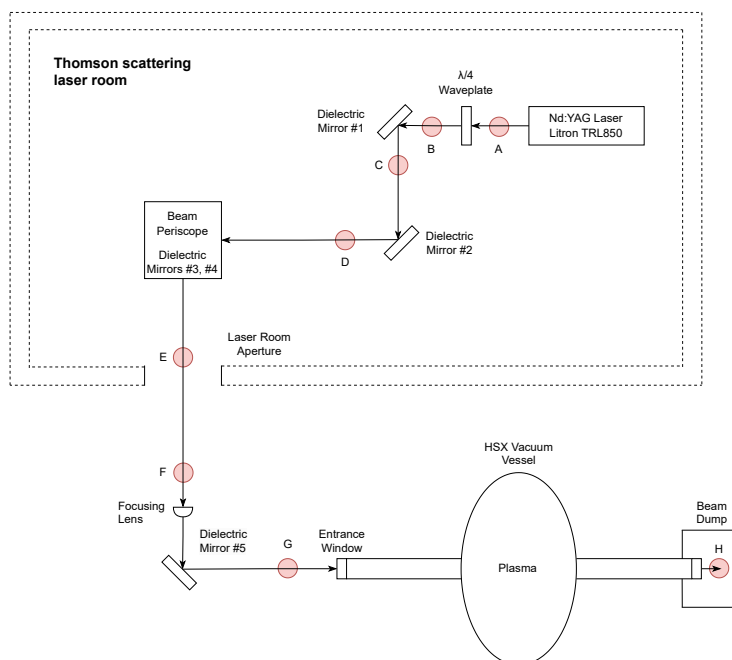 Thomson scattering
laser room
λ/4
Waveplate
Dielectric
Mirror #1
Nd:YAG Laser
Litron TRL850
B
A
C
Beam
Periscope
Dielectric
Mirrors #3, #4
Dielectric
Mirror #2
D
Laser Room
Aperture
E
HSX Vacuum
Vessel
F
Focusing
Lens
Dielectric
Mirror #5
G
Entrance
Window
Beam
Dump
H
Plasma